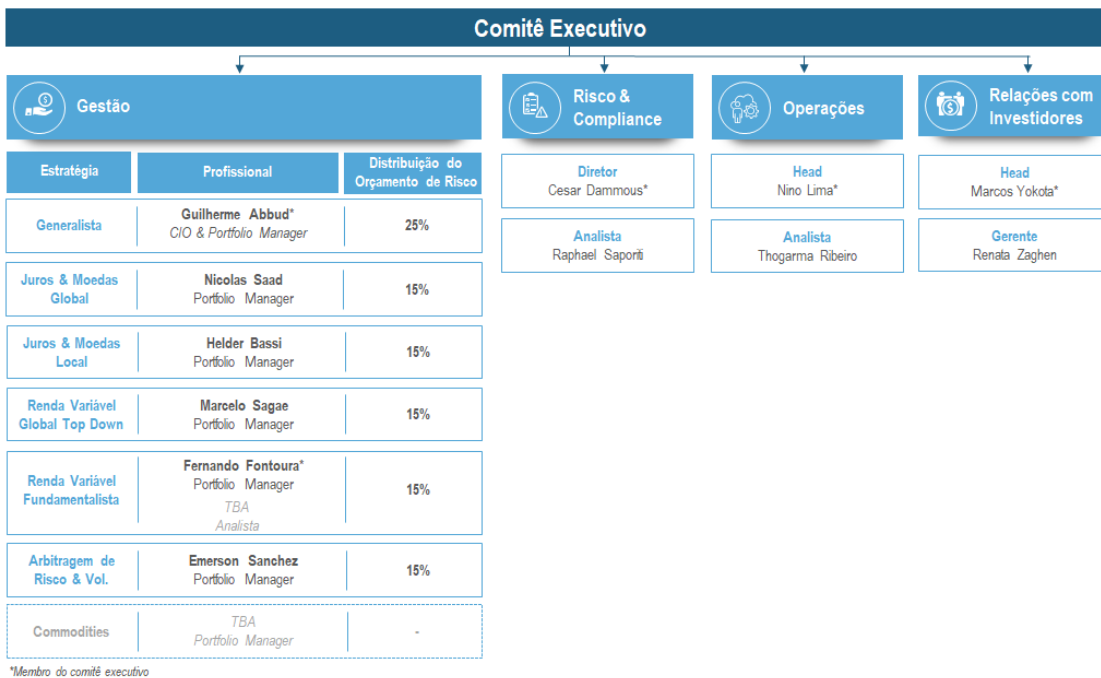 Comitê Executivo
Gestão
Risco &
Compliance
Operações
Relações com
Investidores
Estratégia
Profissional
Distribuição do
Orçamento de Risco
Generalista
Guilherme Abbud*
CIO & Portfolio Manager
25%
Juros & Moedas
Global
Nicolas Saad
Portfolio Manager
15%
Juros & Moedas
Local
Helder Bassi
Portfolio Manager
15%
Renda Variável
Global Top Down
Marcelo Sagae
Portfolio Manager
15%
Renda Variável
Fundamentalista
Fernando Fontoura*
Portfolio Manager
TBA
Analista
15%
Arbitragem de
Risco & Vol.
Emerson Sanchez
Portfolio Manager
15%
Commodities
TBA
Portfolio Manager
-
Diretor
Cesar Dammous*
Analista
Raphael Saporiti
Head
Nino Lima*
Analista
Thogarma Ribeiro
Head
Marcos Yokota*
Gerente
Renata Zaghen
*Membro do comitê executivo